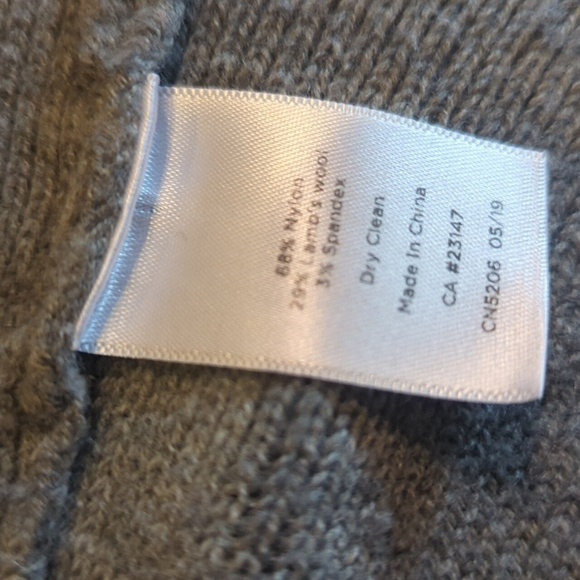 68% Nylon
29% Lamb's wool
3% Spandex
Dry Clean
Made In China
CA #23147
CN5206 05/19